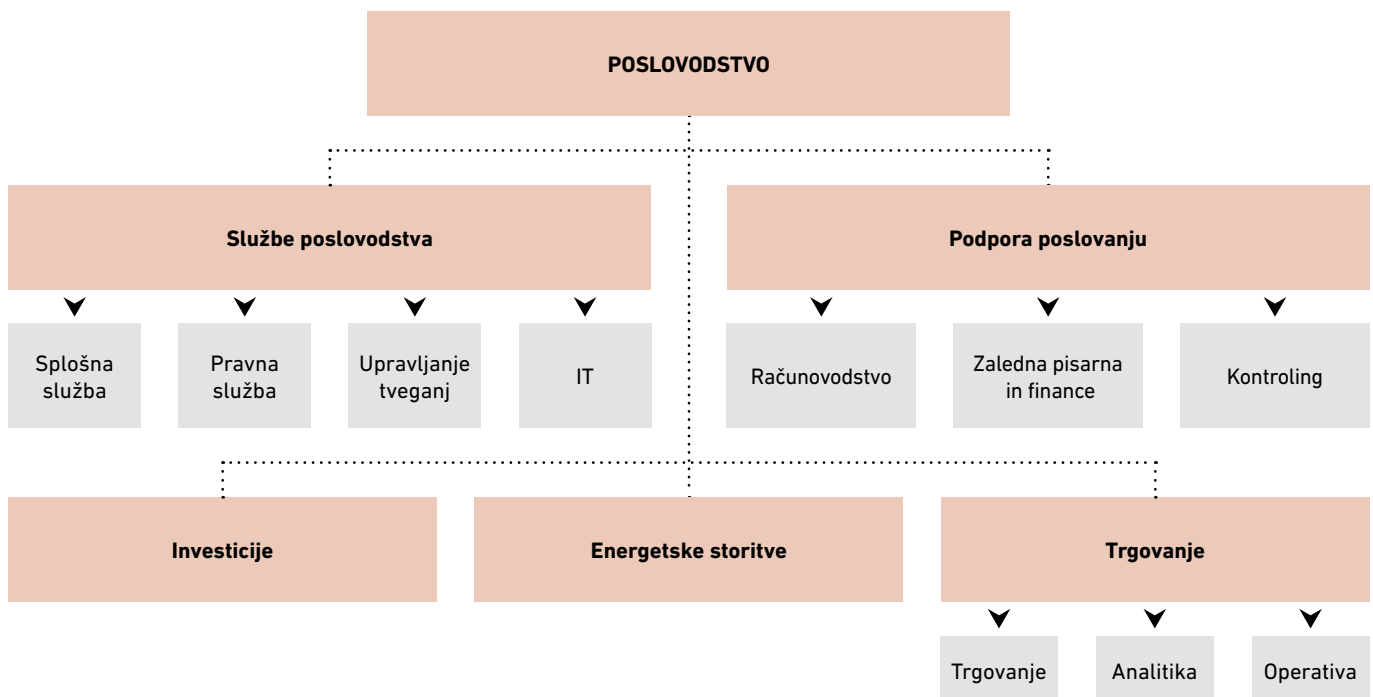 POSLOVODSTVO
Službe poslovodstva
Podpora poslovanju
Splošna
služba
Pravna
služba
Upravljanje
tveganj
IT
Računovodstvo
Zaledna pisarna
in finance
Kontroling
Investicije
Energetske storitve
Trgovanje
Trgovanje
Analitika
Operativa